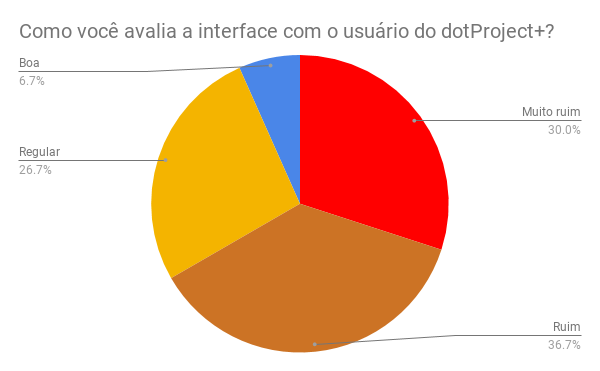 Como você avalia a interface com o usuário do dotProject+?
Boa
6.7%
Muito ruim
30.0%
Regular
26.7%
Ruim
36.7%